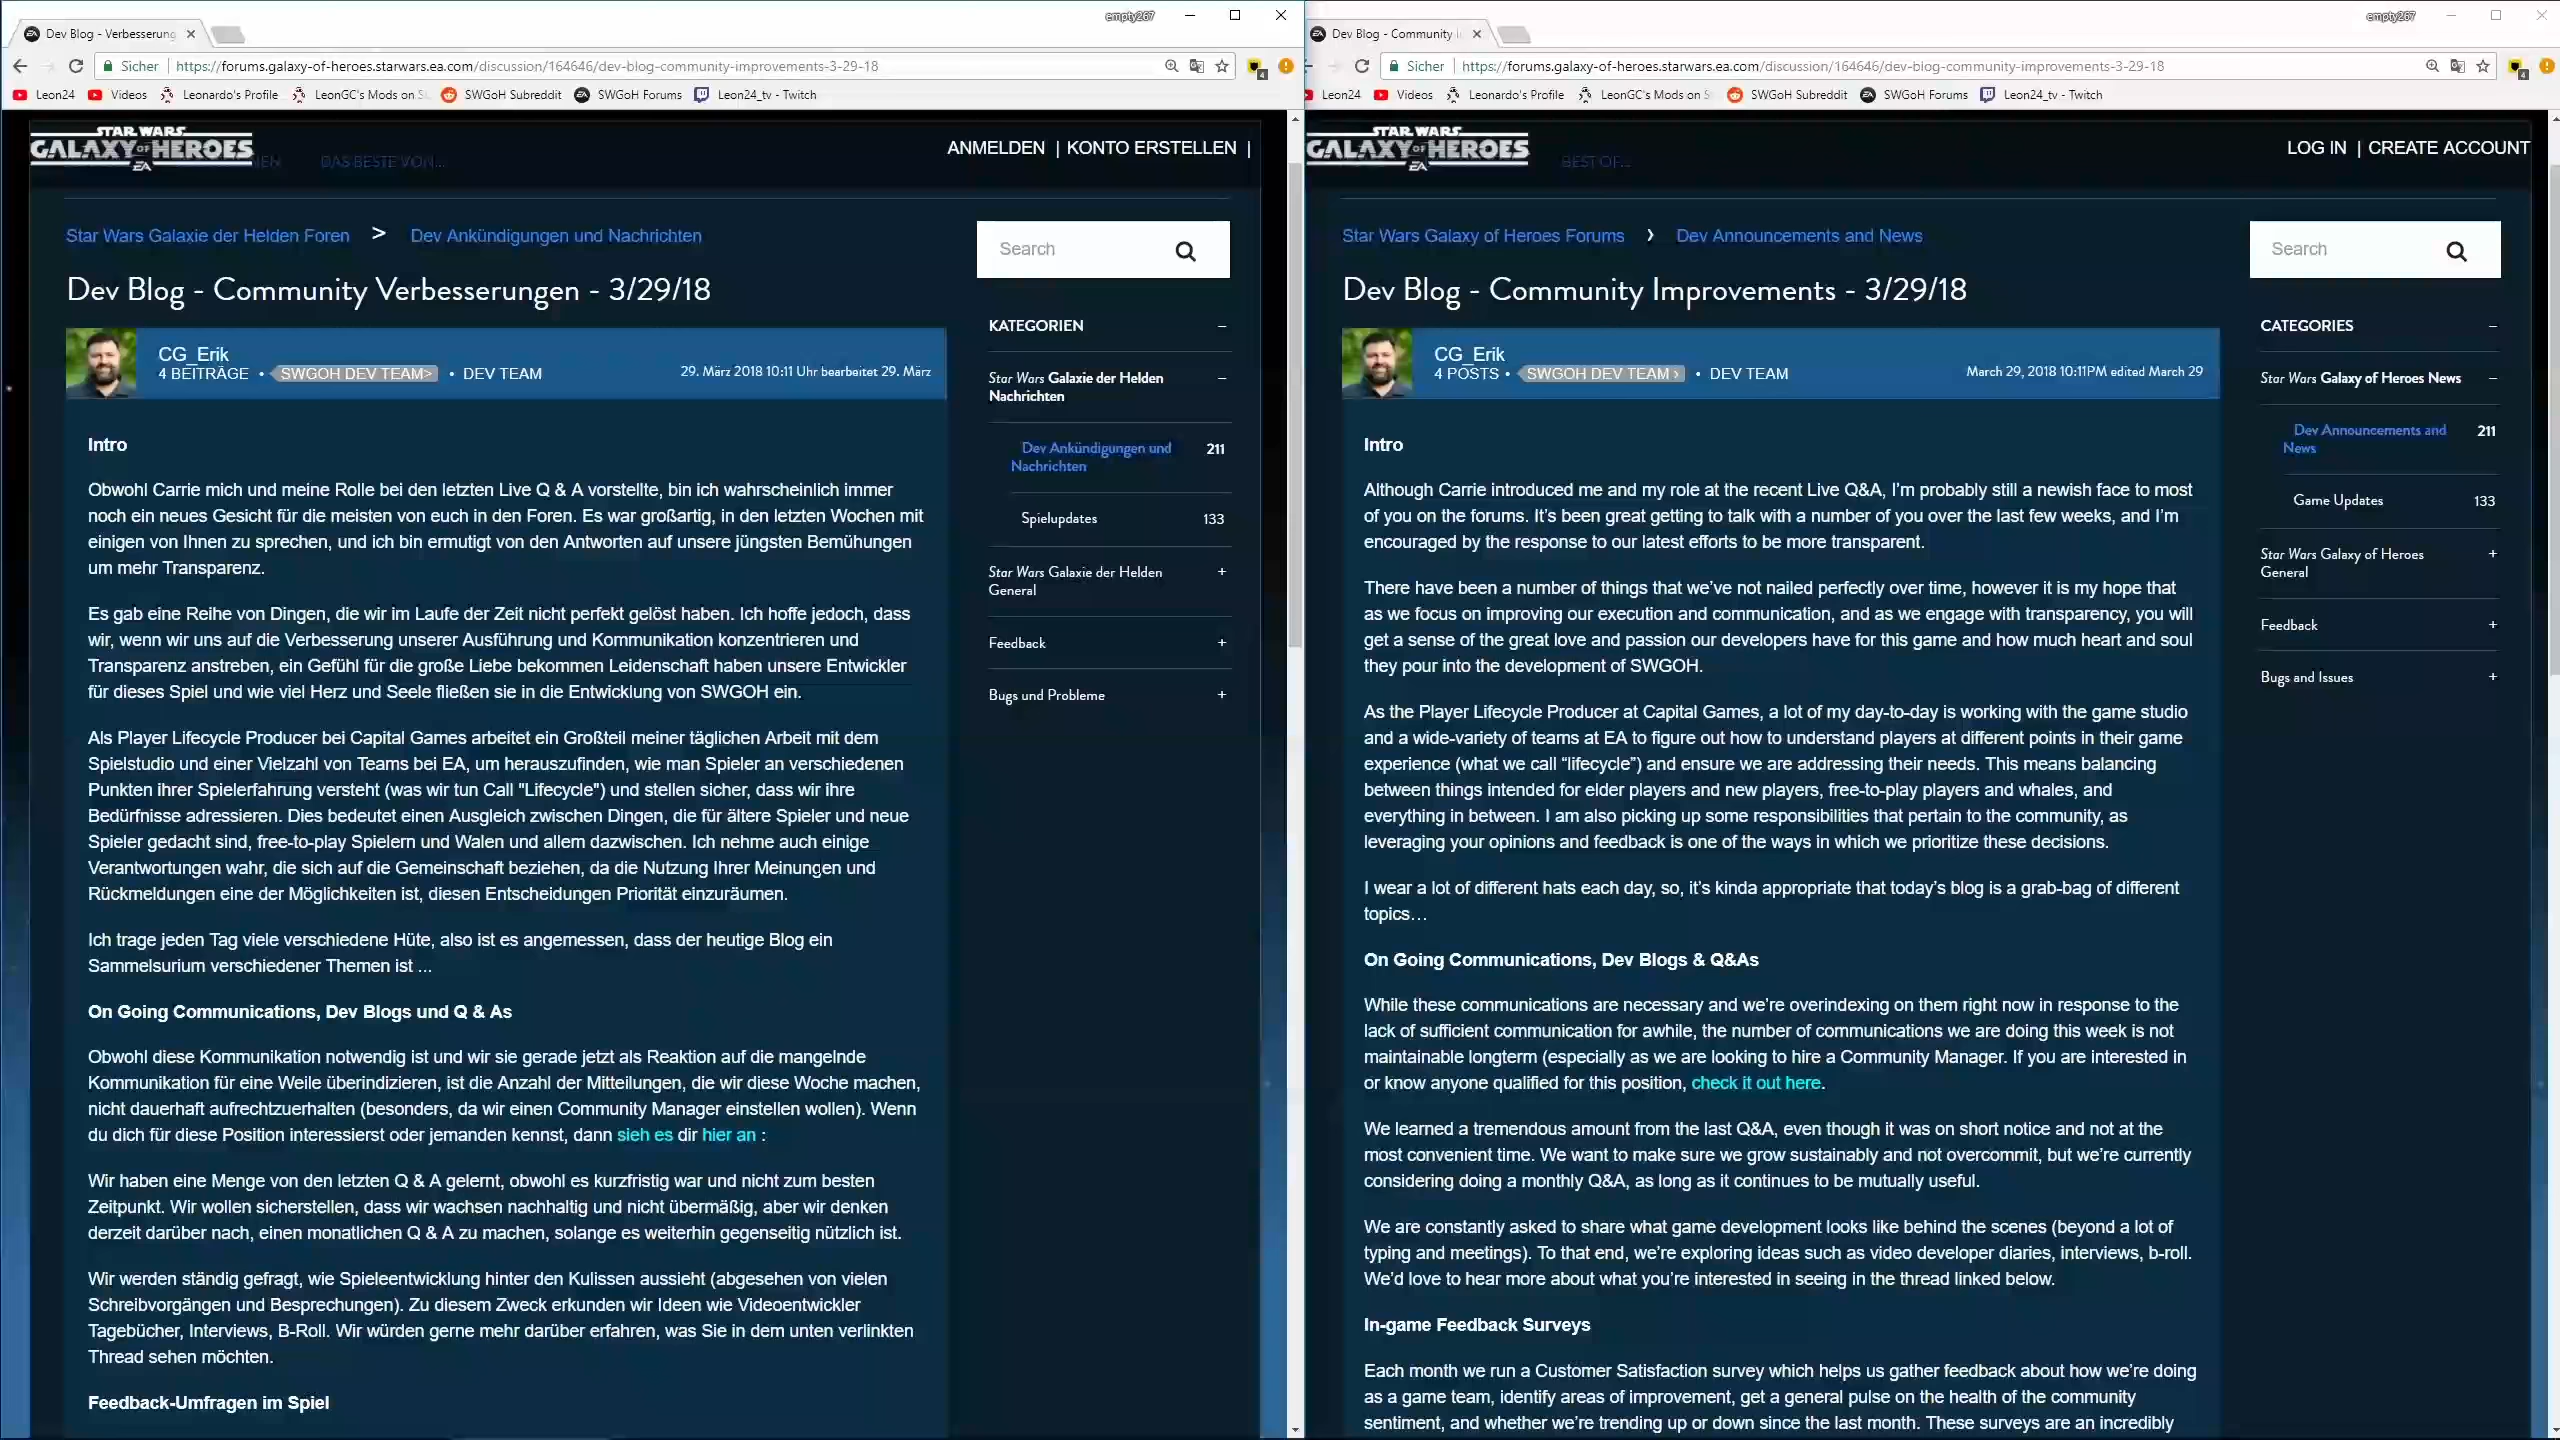 empty267
Dev Blog - Verbesserung
Sicher
https://forums.galaxy-of-heroes.starwars.ea.com/discussion/164646/dev-blog-community-improvements-3-29-18
4
Leon24
Videos
Leonardo's Profile
LeonGC's Mods on S
SWGoH Subreddit
SWGoH Forums
Leon24_tv - Twitch
STAR WARS
GALAXY OF HEROES
EA
DAS BESTE VON...
ANMELDEN | KONTO ERSTELLEN |
Star Wars Galaxie der Helden Foren > Dev Ankündigungen und Nachrichten
Search
Dev Blog - Community Verbesserungen - 3/29/18
CG_Erik
4 BEITRÄGE • SWGOH DEV TEAM> • DEV TEAM
29. März 2018 10:11 Uhr bearbeitet 29. März
Intro
Obwohl Carrie mich und meine Rolle bei den letzten Live Q & A vorstellte, bin ich wahrscheinlich immer
noch ein neues Gesicht für die meisten von euch in den Foren. Es war großartig, in den letzten Wochen mit
einigen von Ihnen zu sprechen, und ich bin ermutigt von den Antworten auf unsere jüngsten Bemühungen
um mehr Transparenz.
Es gab eine Reihe von Dingen, die wir im Laufe der Zeit nicht perfekt gelöst haben. Ich hoffe jedoch, dass
wir, wenn wir uns auf die Verbesserung unserer Ausführung und Kommunikation konzentrieren und
Transparenz anstreben, ein Gefühl für die große Liebe bekommen Leidenschaft haben unsere Entwickler
für dieses Spiel und wie viel Herz und Seele fließen sie in die Entwicklung von SWGOH ein.
Als Player Lifecycle Producer bei Capital Games arbeitet ein Großteil meiner täglichen Arbeit mit dem
Spielstudio und einer Vielzahl von Teams bei EA, um herauszufinden, wie man Spieler an verschiedenen
Punkten ihrer Spielerfahrung versteht (was wir tun Call "Lifecycle") und stellen sicher, dass wir ihre
Bedürfnisse adressieren. Dies bedeutet einen Ausgleich zwischen Dingen, die für ältere Spieler und neue
Spieler gedacht sind, free-to-play Spielern und Walen und allem dazwischen. Ich nehme auch einige
Verantwortungen wahr, die sich auf die Gemeinschaft beziehen, da die Nutzung Ihrer Meinungen und
Rückmeldungen eine der Möglichkeiten ist, diesen Entscheidungen Priorität einzuräumen.
Ich trage jeden Tag viele verschiedene Hüte, also ist es angemessen, dass der heutige Blog ein
Sammelsurium verschiedener Themen ist ...
On Going Communications, Dev Blogs und Q & As
Obwohl diese Kommunikation notwendig ist und wir sie gerade jetzt als Reaktion auf die mangelnde
Kommunikation für eine Weile überindizieren, ist die Anzahl der Mitteilungen, die wir diese Woche machen,
nicht dauerhaft aufrechtzuerhalten (besonders, da wir einen Community Manager einstellen wollen). Wenn
du dich für diese Position interessierst oder jemanden kennst, dann sieh es dir hier an :
Wir haben eine Menge von den letzten Q & A gelernt, obwohl es kurzfristig war und nicht zum besten
Zeitpunkt. Wir wollen sicherstellen, dass wir wachsen nachhaltig und nicht übermäßig, aber wir denken
derzeit darüber nach, einen monatlichen Q & A zu machen, solange es weiterhin gegenseitig nützlich ist.
Wir werden ständig gefragt, wie Spieleentwicklung hinter den Kulissen aussieht (abgesehen von vielen
Schreibvorgängen und Besprechungen). Zu diesem Zweck erkunden wir Ideen wie Videoentwickler
Tagebücher, Interviews, B-Roll. Wir würden gerne mehr darüber erfahren, was Sie in dem unten verlinkten
Thread sehen möchten.
Feedback-Umfragen im Spiel
KATEGORIEN
Star Wars Galaxie der Helden
Nachrichten
Dev Ankündigungen und 211
Nachrichten
Spielupdates 133
Star Wars Galaxie der Helden
General
Feedback
Bugs und Probleme
empty267
Dev Blog - Community I
Sicher
https://forums.galaxy-of-heroes.starwars.ea.com/discussion/164646/dev-blog-community-improvements-3-29-18
4
Leon24
Videos
Leonardo's Profile
LeonGC's Mods on S
SWGoH Subreddit
SWGoH Forums
Leon24_tv - Twitch
STAR WARS
GALAXY OF HEROES
EA
BEST OF...
LOG IN | CREATE ACCOUNT
Star Wars Galaxy of Heroes Forums › Dev Announcements and News
Search
Dev Blog - Community Improvements - 3/29/18
CG_Erik
4 POSTS • SWGOH DEV TEAM › • DEV TEAM
March 29, 2018 10:11PM edited March 29
Intro
Although Carrie introduced me and my role at the recent Live Q&A, I'm probably still a newish face to most
of you on the forums. It's been great getting to talk with a number of you over the last few weeks, and I'm
encouraged by the response to our latest efforts to be more transparent.
There have been a number of things that we've not nailed perfectly over time, however it is my hope that
as we focus on improving our execution and communication, and as we engage with transparency, you will
get a sense of the great love and passion our developers have for this game and how much heart and soul
they pour into the development of SWGOH.
As the Player Lifecycle Producer at Capital Games, a lot of my day-to-day is working with the game studio
and a wide-variety of teams at EA to figure out how to understand players at different points in their game
experience (what we call “lifecycle”) and ensure we are addressing their needs. This means balancing
between things intended for elder players and new players, free-to-play players and whales, and
everything in between. I am also picking up some responsibilities that pertain to the community, as
leveraging your opinions and feedback is one of the ways in which we prioritize these decisions.
I wear a lot of different hats each day, so, it's kinda appropriate that today's blog is a grab-bag of different
topics…
On Going Communications, Dev Blogs & Q&As
While these communications are necessary and we're overindexing on them right now in response to the
lack of sufficient communication for awhile, the number of communications we are doing this week is not
maintainable longterm (especially as we are looking to hire a Community Manager. If you are interested in
or know anyone qualified for this position, check it out here.
We learned a tremendous amount from the last Q&A, even though it was on short notice and not at the
most convenient time. We want to make sure we grow sustainably and not overcommit, but we're currently
considering doing a monthly Q&A, as long as it continues to be mutually useful.
We are constantly asked to share what game development looks like behind the scenes (beyond a lot of
typing and meetings). To that end, we're exploring ideas such as video developer diaries, interviews, b-roll.
We'd love to hear more about what you're interested in seeing in the thread linked below.
In-game Feedback Surveys
Each month we run a Customer Satisfaction survey which helps us gather feedback about how we're doing
as a game team, identify areas of improvement, get a general pulse on the health of the community
sentiment, and whether we're trending up or down since the last month. These surveys are an incredibly
CATEGORIES
Star Wars Galaxy of Heroes News
Dev Announcements and 211
News
Game Updates 133
Star Wars Galaxy of Heroes
General
Feedback
Bugs and Issues